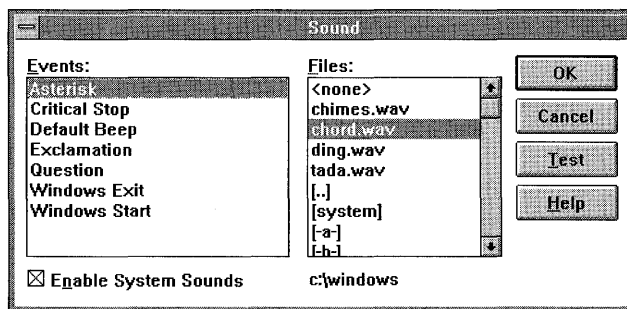 Sound
Events:
Asterisk
Critical Stop
Default Beep
Exclamation
Question
Windows Exit
Windows Start
Enable System Sounds
Files:
<none>
chimes.wav
chord.wav
ding.wav
tada.wav
[..]
[system]
[-a-]
[-b-]
c:\windows
OK
Cancel
Test
Help